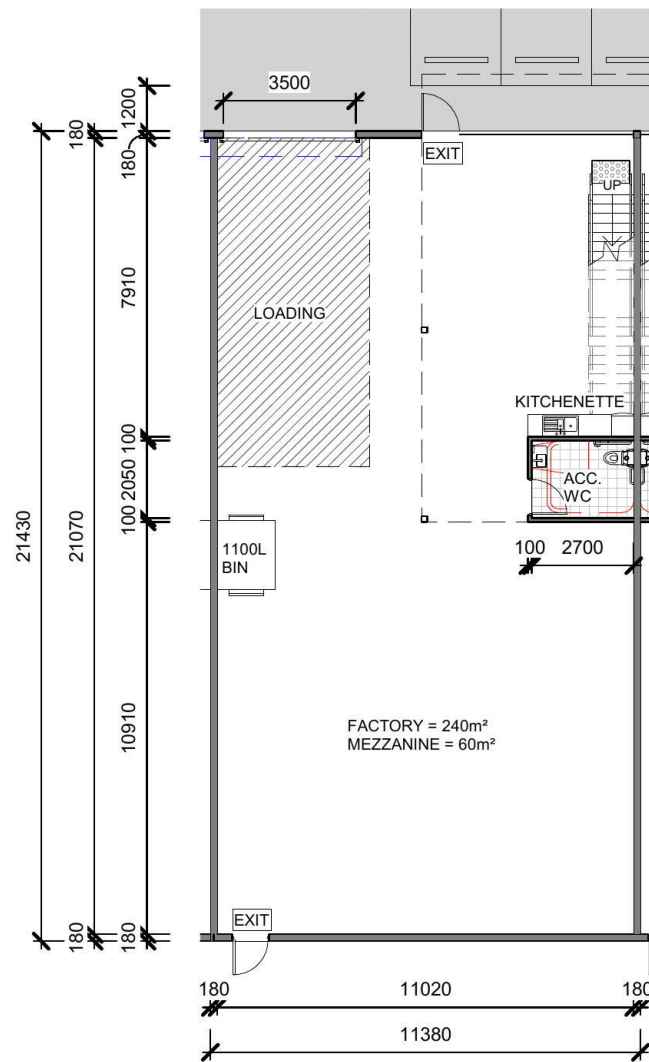 3500
1200
180
180
EXIT
UP
7910
LOADING
KITCHENETTE
100
ACC.
WC
2050
100
21430
21070
1100L
BIN
100 2700
10910
FACTORY = 240m²
MEZZANINE = 60m²
EXIT
180
180
180 11020 180
11380